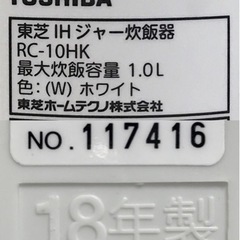 TOSHIBA
東芝IHジャー炊飯器
RC-10HK
最大炊飯容量 1.0L
色:(W) ホワイト
東芝ホームテクノ株式会社
NO. 117416
18年製